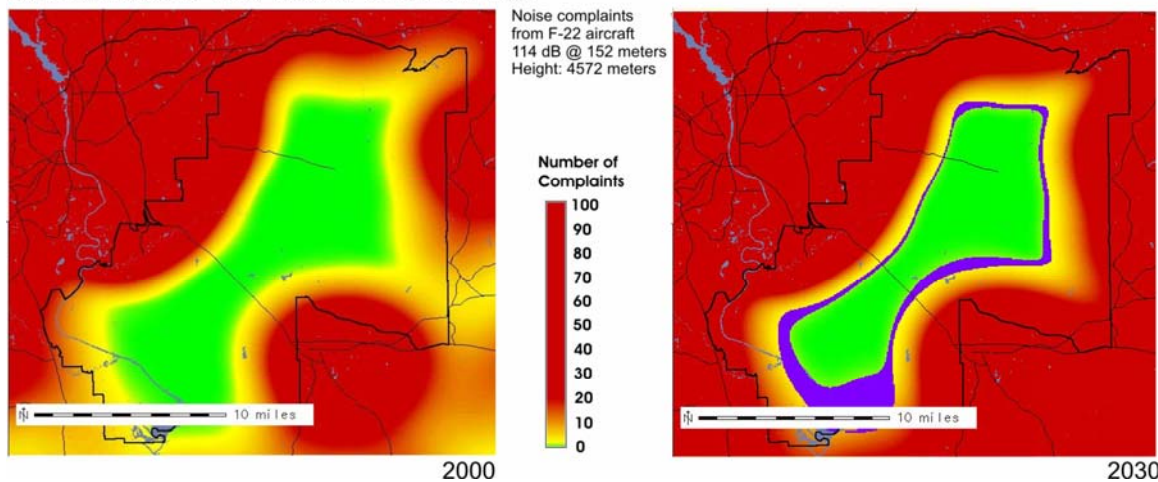 Noise complaints
from F-22 aircraft
114 dB @ 152 meters
Height: 4572 meters
Number of
Complaints
100
90
80
70
60
50
40
30
20
10
0
N
10 miles
2000
N
10 miles
2030